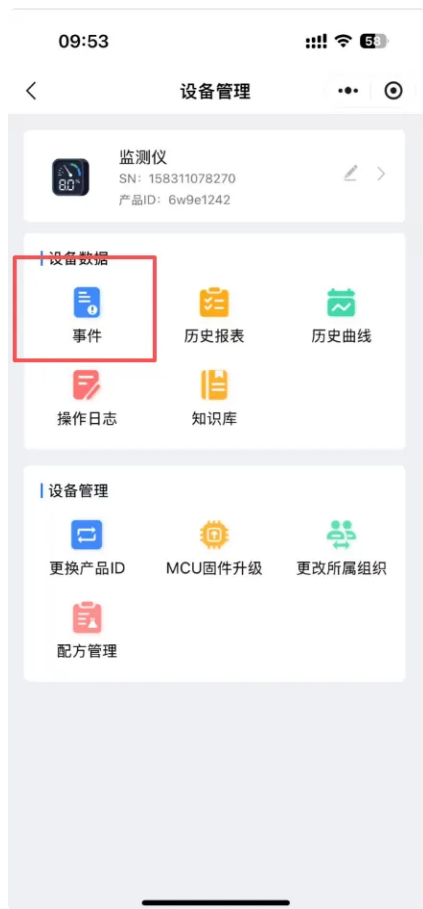 09:53
58
设备管理
监测仪
SN: 158311078270
产品ID: 6w9e1242
8.0%
设备数据
事件
历史报表
历史曲线
操作日志
知识库
设备管理
更换产品ID
MCU固件升级
更改所属组织
配方管理